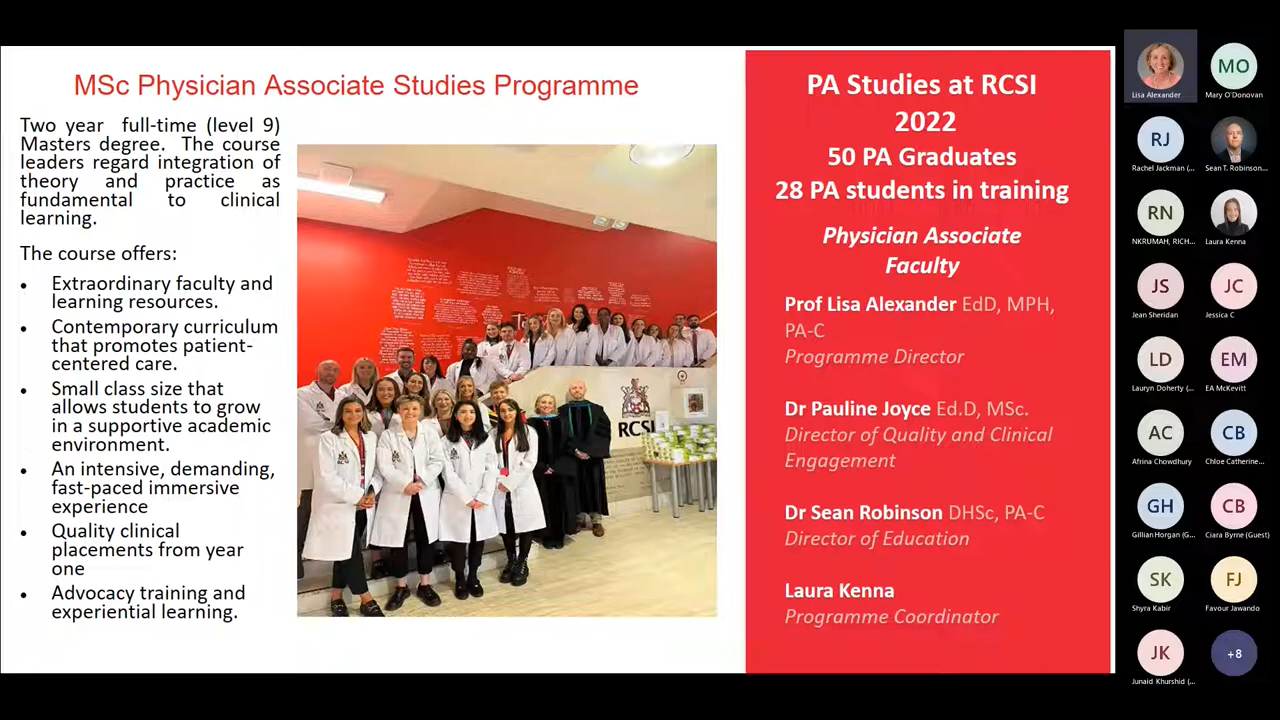 MSc Physician Associate Studies Programme
Two year full-time (level 9)
Masters degree. The course
leaders regard integration of
theory and practice as
fundamental to clinical
learning.
The course offers:
• Extraordinary faculty and
learning resources.
• Contemporary curriculum
that promotes patient-
centered care.
• Small class size that
allows students to grow
in a supportive academic
environment.
• An intensive, demanding,
fast-paced immersive
experience
• Quality clinical
placements from year
one
• Advocacy training and
experiential learning.
RCSI
RCSI
PA Studies at RCSI
2022
50 PA Graduates
28 PA students in training
Physician Associate
Faculty
Prof Lisa Alexander EdD, MPH,
PA-C
Programme Director
Dr Pauline Joyce Ed.D, MSc.
Director of Quality and Clinical
Engagement
Dr Sean Robinson DHSc, PA-C
Director of Education
Laura Kenna
Programme Coordinator
Lisa Alexander
MO
Mary O'Donovan
RJ
Rachel Jackman (...
Sean T. Robinson...
RN
NKRUMAH, RICH...
Laura Kenna
JS
Jean Sheridan
JC
Jessica C
LD
Lauryn Doherty (...
EM
EA McKevitt
AC
Afrina Chowdhury
CB
Chloe Catherine...
GH
Gillian Horgan (G...
CB
Ciara Byrne (Guest)
SK
Shyra Kabir
FJ
Favour Jawando
JK
Junaid Khurshid (...
+8